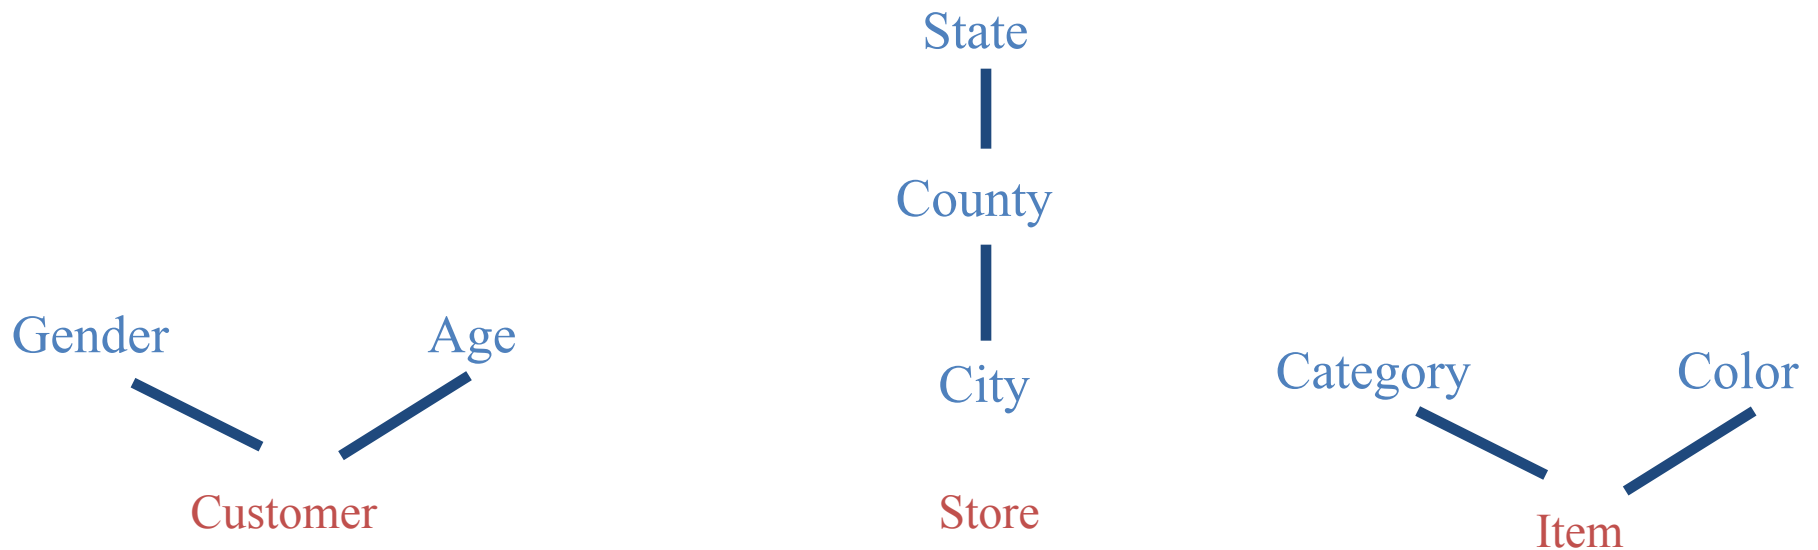 State
County
Gender
Age
City
Category
Color
Customer
Store
Item